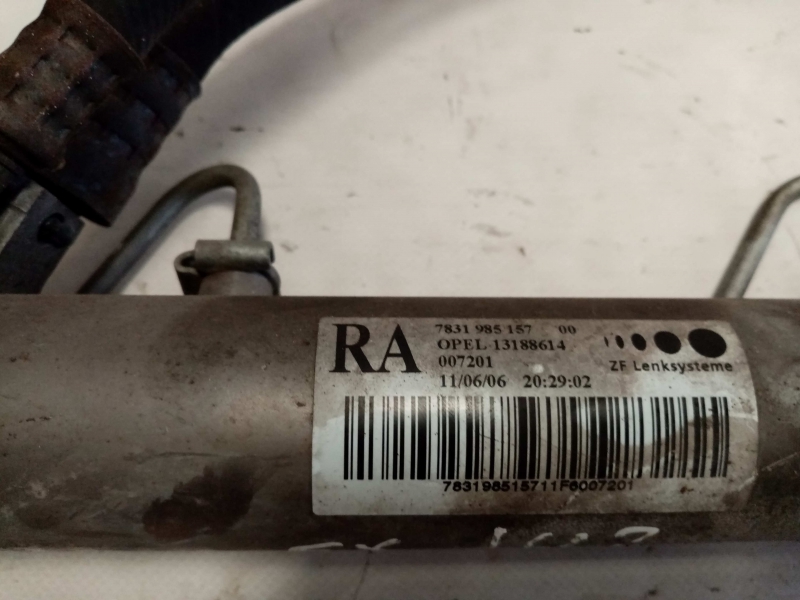 RA
7831 985 157 00
OPEL 13188614
007201
11/06/06 20:29:02
ZF Lenksysteme
783198515711F6007201